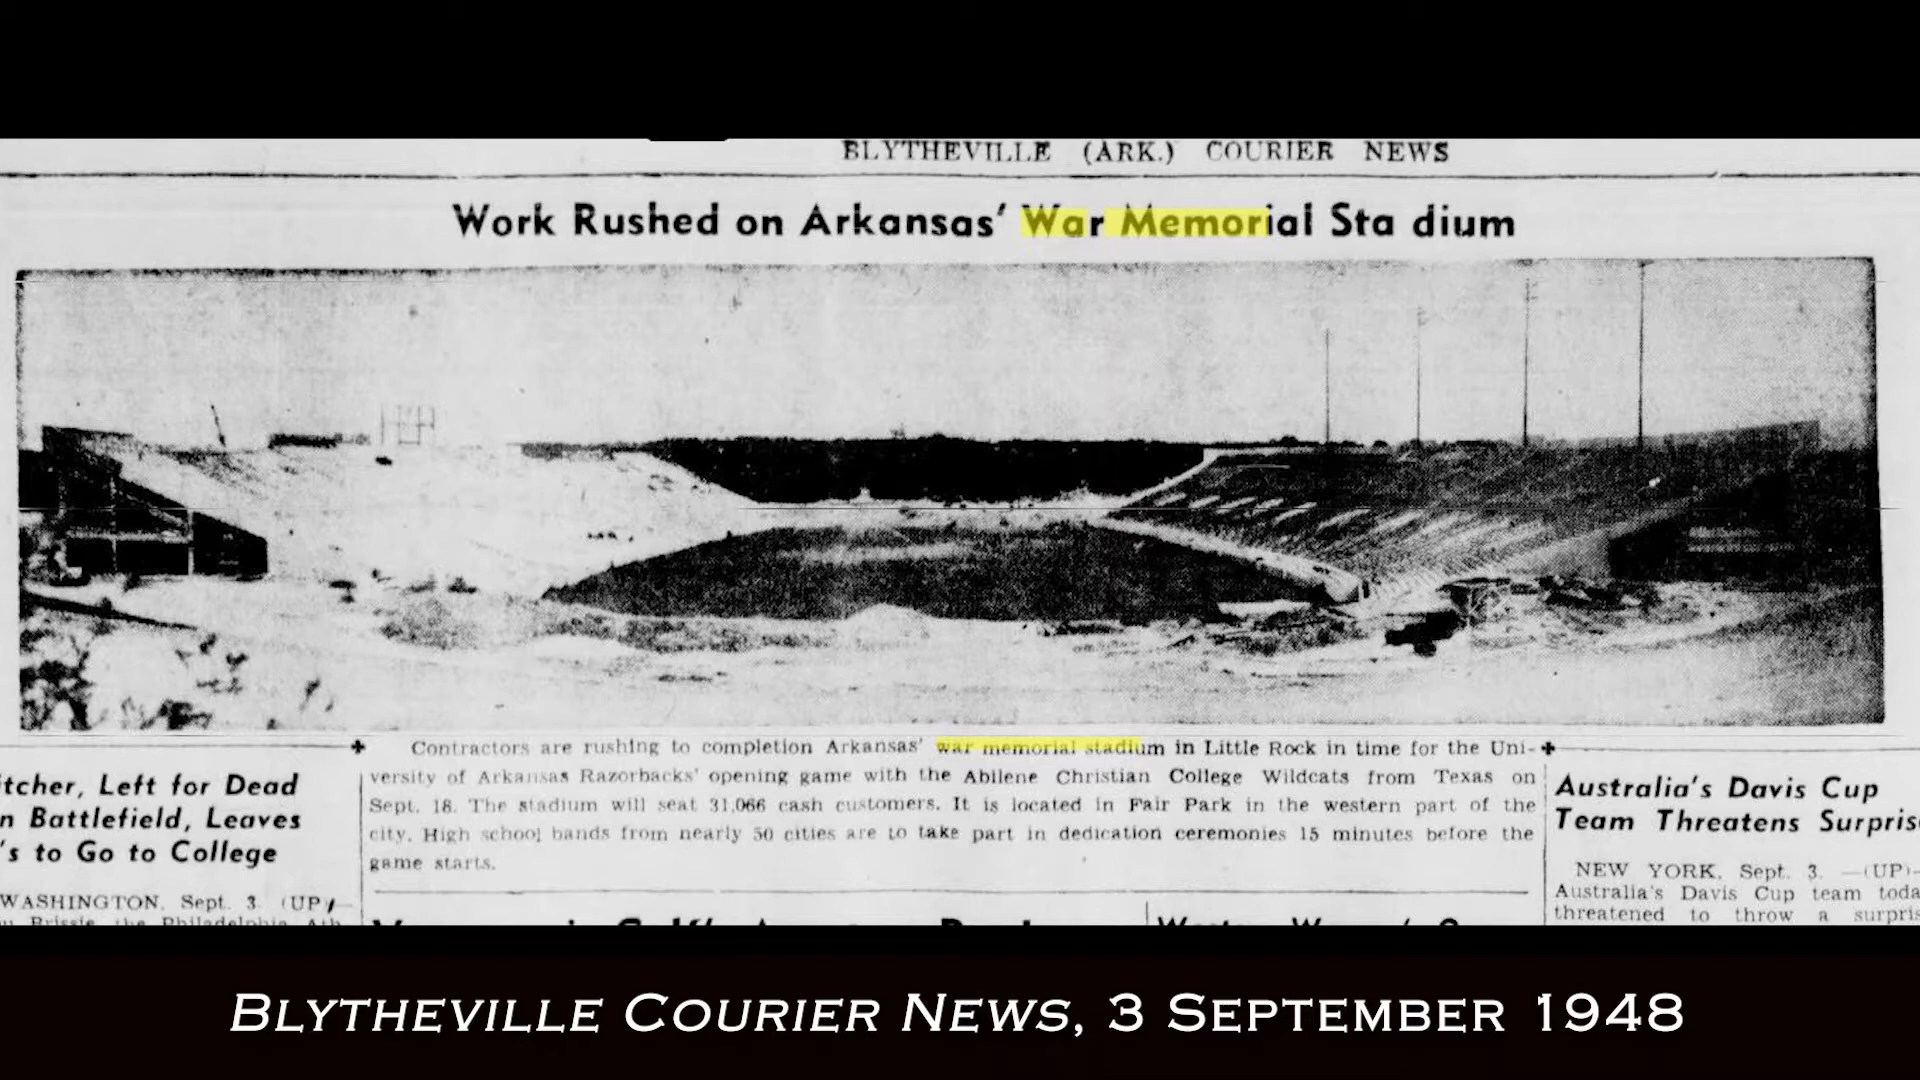 BLYTHEVILLE (ARK.) COURIER NEWS
Work Rushed on Arkansas' War Memorial Sta dium
Contractors are rushing to completion Arkansas' war memorial stadium in Little Rock in time for the Uni-
versity of Arkansas Razorbacks' opening game with the Abilene Christian College Wildcats from Texas on
Sept. 18. The stadium will seat 31,066 cash customers. It is located in Fair Park in the western part of the
city. High school bands from nearly 50 cities are to take part in dedication ceremonies 15 minutes before the
game starts.
itcher, Left for Dead
n Battlefield, Leaves
's to Go to College
WASHINGTON, Sept. 3 (UP)—
Brissie, the Philadelphia Ath
Australia's Davis Cup
Team Threatens Surpris
NEW YORK, Sept. 3. —(UP)—
Australia's Davis Cup team toda
threatened to throw a surpris
BLYTHEVILLE COURIER NEWS, 3 SEPTEMBER 1948